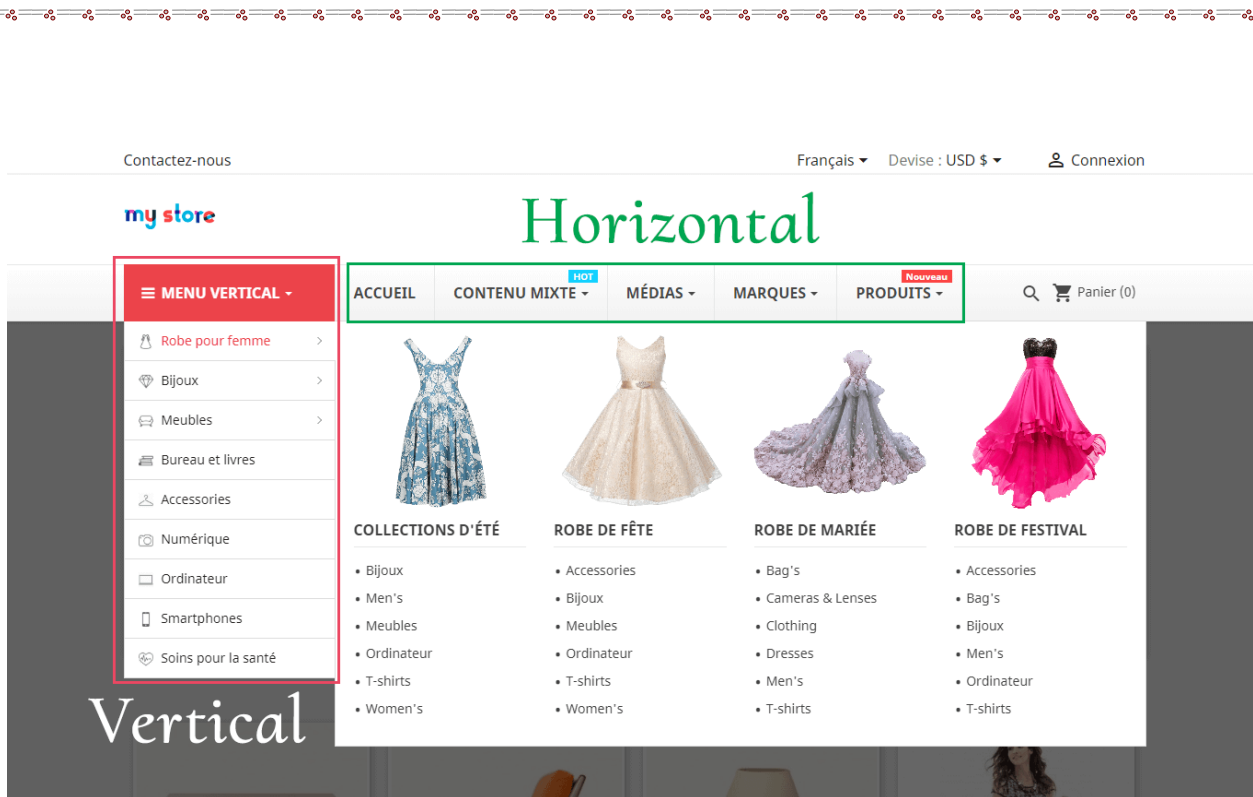 Contactez-nous Français Devise : USD $ Connexion
my store Horizontal
MENU VERTICAL ACCUEIL CONTENU MIXTE HOT MÉDIAS MARQUES PRODUITS Nouveau Panier (0)
Robe pour femme
Bijoux
Meubles
Bureau et livres
Accessories
Numérique
Ordinateur
Smartphones
Soins pour la santé
Vertical
COLLECTIONS D'ÉTÉ
• Bijoux
• Men's
• Meubles
• Ordinateur
• T-shirts
• Women's
ROBE DE FÊTE
• Accessories
• Bijoux
• Meubles
• Ordinateur
• T-shirts
• Women's
ROBE DE MARIÉE
• Bag's
• Cameras & Lenses
• Clothing
• Dresses
• Men's
• T-shirts
ROBE DE FESTIVAL
• Accessories
• Bag's
• Bijoux
• Men's
• Ordinateur
• T-shirts